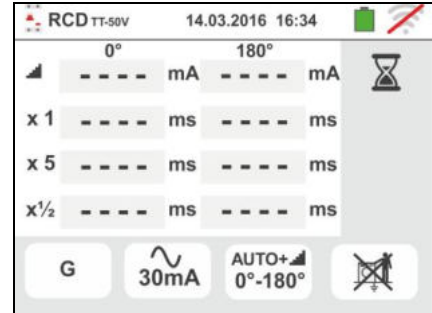 RCD TT-50V 14.03.2016 16:34
0° 180°
- - - - mA - - - - mA
x 1 - - - - ms - - - - ms
x 5 - - - - ms - - - - ms
x½ - - - - ms - - - - ms
G 30mA AUTO+ 0°-180°